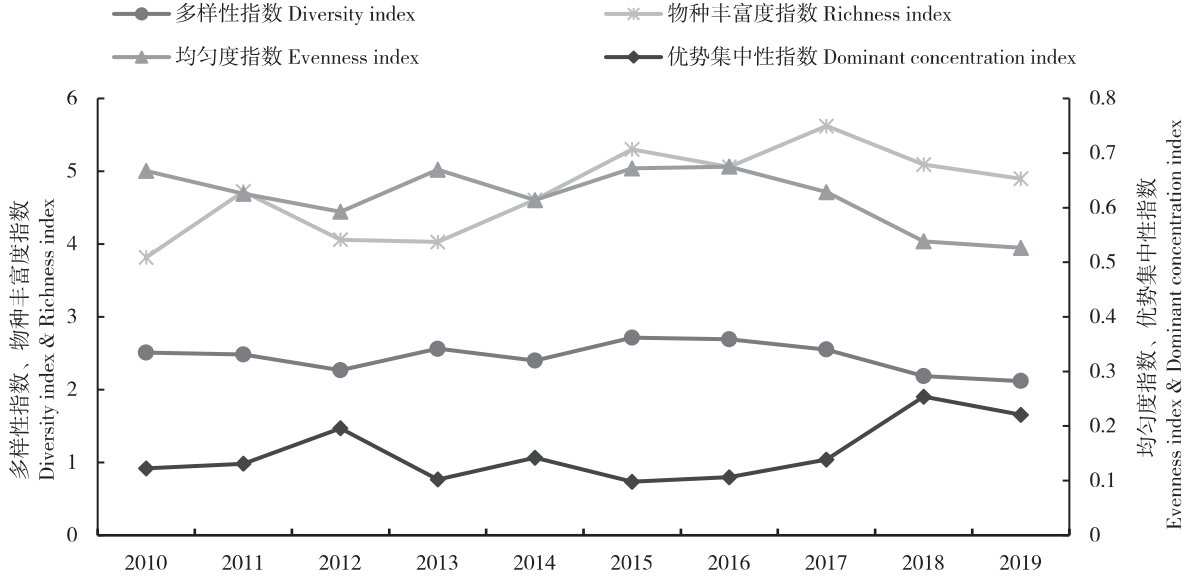 多样性指数 Diversity index
物种丰富度指数 Richness index
均匀度指数 Evenness index
优势集中性指数 Dominant concentration index
多样性指数、物种丰富度指数
Diversity index & Richness index
6
5
4
3
2
1
0
0.8
0.7
0.6
0.5
0.4
0.3
0.2
0.1
0
均匀度指数、优势集中性指数
Evenness index & Dominant concentration index
2010 2011 2012 2013 2014 2015 2016 2017 2018 2019